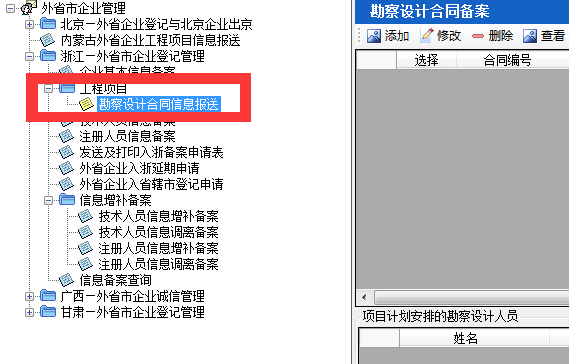 外省市企业管理
北京－外省企业登记与北京企业出京
内蒙古外省企业工程项目信息报送
浙江－外省市企业登记管理
企业基本信息备案
工程项目
勘察设计合同信息报送
技术人员信息备案
注册人员信息备案
发送及打印入浙备案申请表
外省企业入浙延期申请
外省企业入省辖市登记申请
信息增补备案
技术人员信息增补备案
技术人员信息调离备案
注册人员信息增补备案
注册人员信息调离备案
信息备案查询
广西－外省市企业诚信管理
甘肃－外省市企业登记管理
勘察设计合同备案
添加 修改 删除 查看
选择 合同编号
项目计划安排的勘察设计人员
姓名